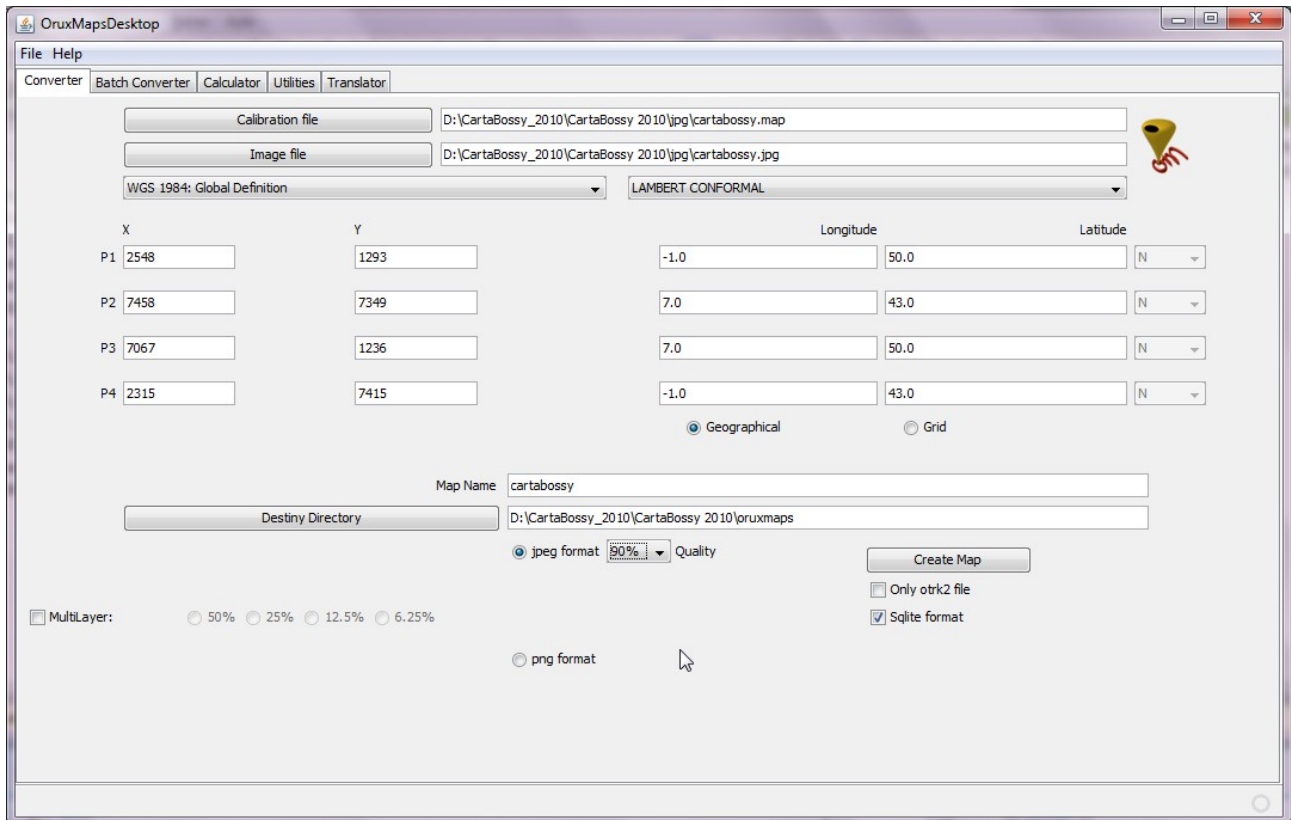 OruxMapsDesktop
File Help
Converter Batch Converter Calculator Utilities Translator
Calibration file D:\CartaBossy_2010\CartaBossy 2010\jpg\cartabossy.map
Image file D:\CartaBossy_2010\CartaBossy 2010\jpg\cartabossy.jpg
WGS 1984: Global Definition LAMBERT CONFORMAL
X Y Longitude Latitude
P1 2548 1293 -1.0 50.0 N
P2 7458 7349 7.0 43.0 N
P3 7067 1236 7.0 50.0 N
P4 2315 7415 -1.0 43.0 N
Geographical Grid
Map Name cartabossy
Destiny Directory D:\CartaBossy_2010\CartaBossy 2010\oruxmaps
jpeg format 90% Quality Create Map
Only otrk2 file
MultiLayer: 50% 25% 12.5% 6.25% Sqlite format
png format